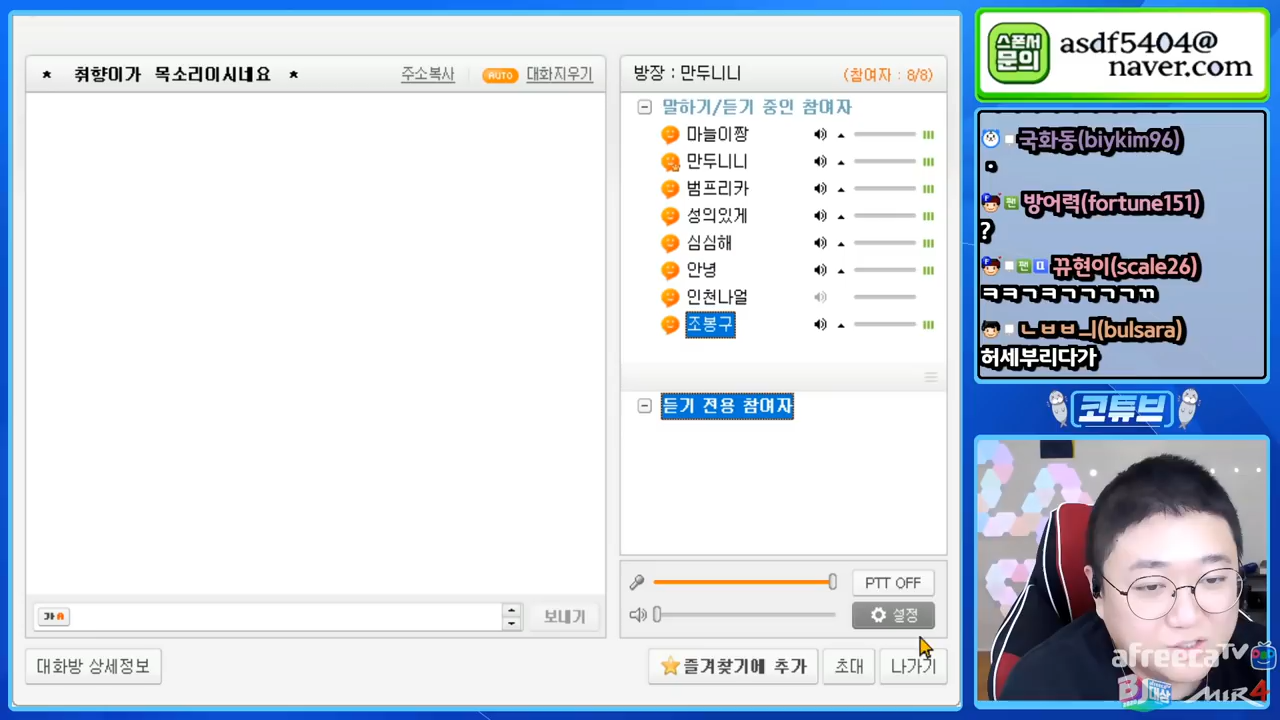 ★ 취향이가 목소리이시네요 ★
주소복사
AUTO 대화지우기
방장 : 만두니니
(참여자 : 8/8)
말하기/듣기 중인 참여자
마늘이짱
만두니니
범프리카
성의있게
심심해
안녕
인천나얼
조봉구
듣기 전용 참여자
PTT OFF
설정
가A
보내기
대화방 상세정보
즐겨찾기에 추가
초대
나가기
스폰서
문의
asdf5404@
naver.com
국화동(biykim96)
.
팬 방어력(fortune151)
?
팬 뀨현이(scale26)
ㅋㅋㄱㅋㄱㄱㄱㄱㄲ
ㄴㅂㅂ_ㅣ(bulsara)
허세부리다가
코튜브
afreecaTV
BJ대상 MIR4